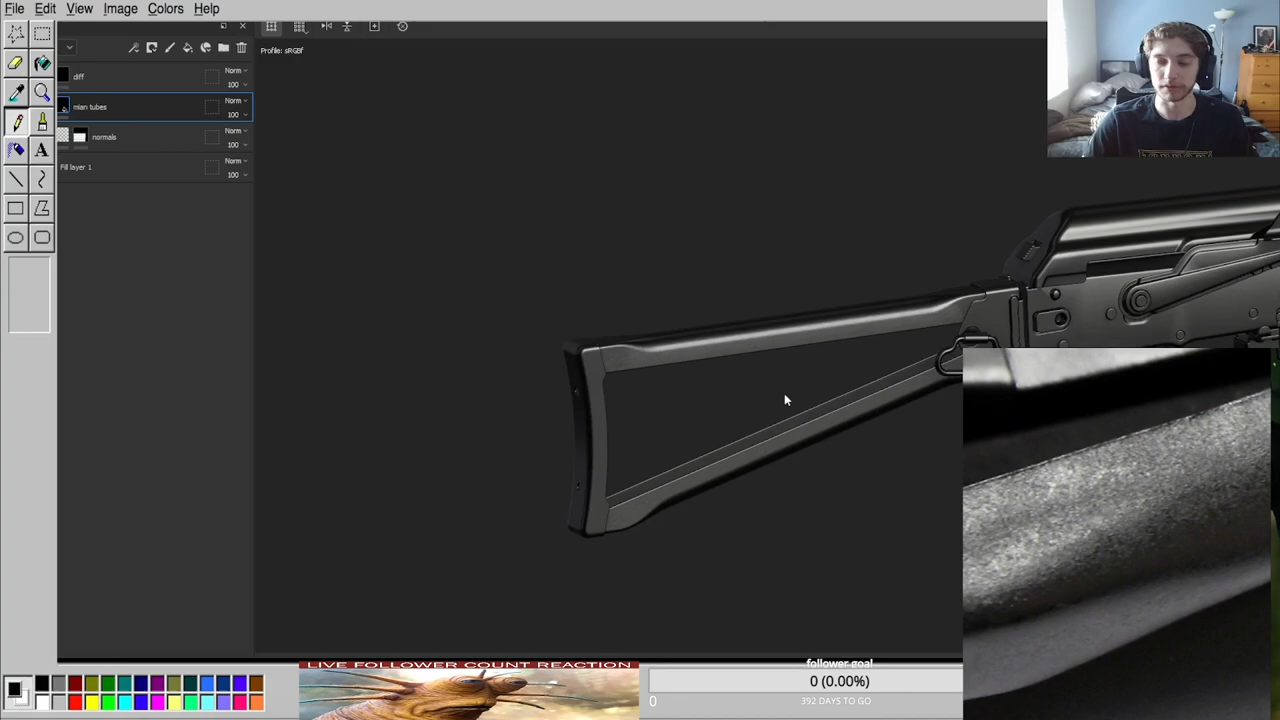 File Edit View Image Colors Help
Profile: sRGBf
diff
Norm
100
mian tubes
Norm
100
normals
Norm
100
Fill layer 1
Norm
100
A
LIVE FOLLOWER COUNT REACTION
follower goal
0 (0.00%)
0
392 DAYS TO GO